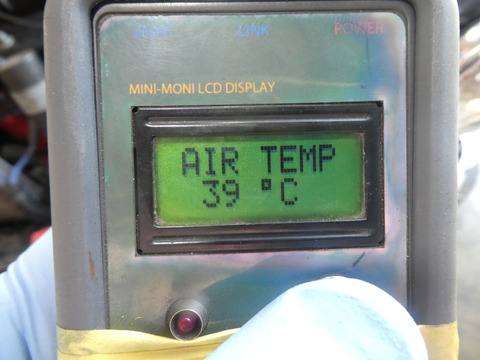 LINK POWER
MINI-MONI LCD DISPLAY
AIR TEMP
39 °C